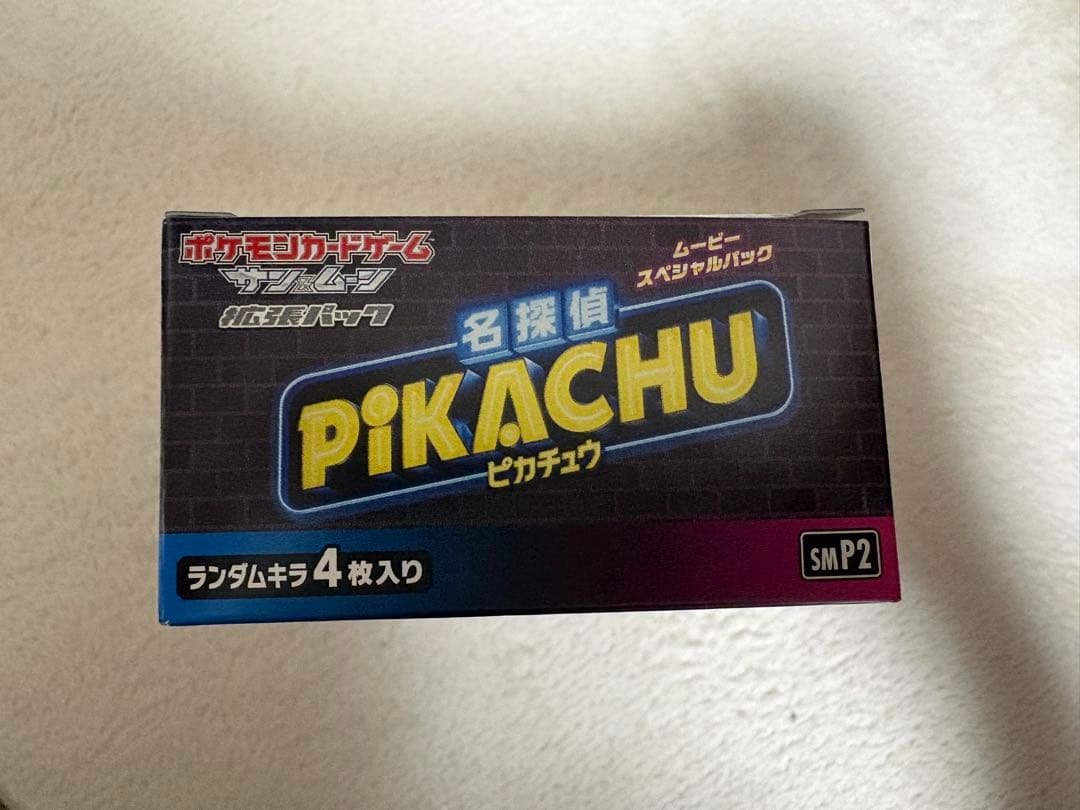 ポケモンカードゲーム
サン&ムーン
拡張パック
ムービー
スペシャルパック
名探偵
PiKACHU
ピカチュウ
ランダムキラ4枚入り
SMP2